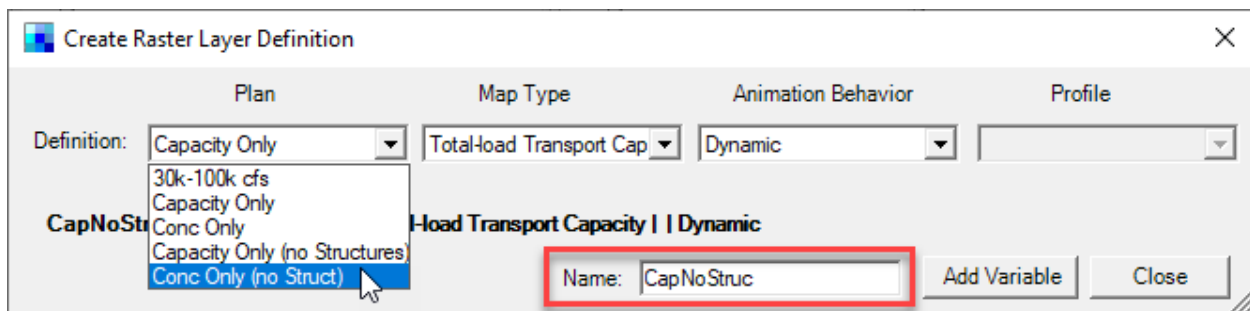 Create Raster Layer Definition
Plan Map Type Animation Behavior Profile
Definition: Capacity Only Total-load Transport Cap Dynamic
30k-100k cfs
Capacity Only
Conc Only
Capacity Only (no Structures)
Conc Only (no Struct)
CapNoStr l-load Transport Capacity | | Dynamic
Name: CapNoStruc Add Variable Close